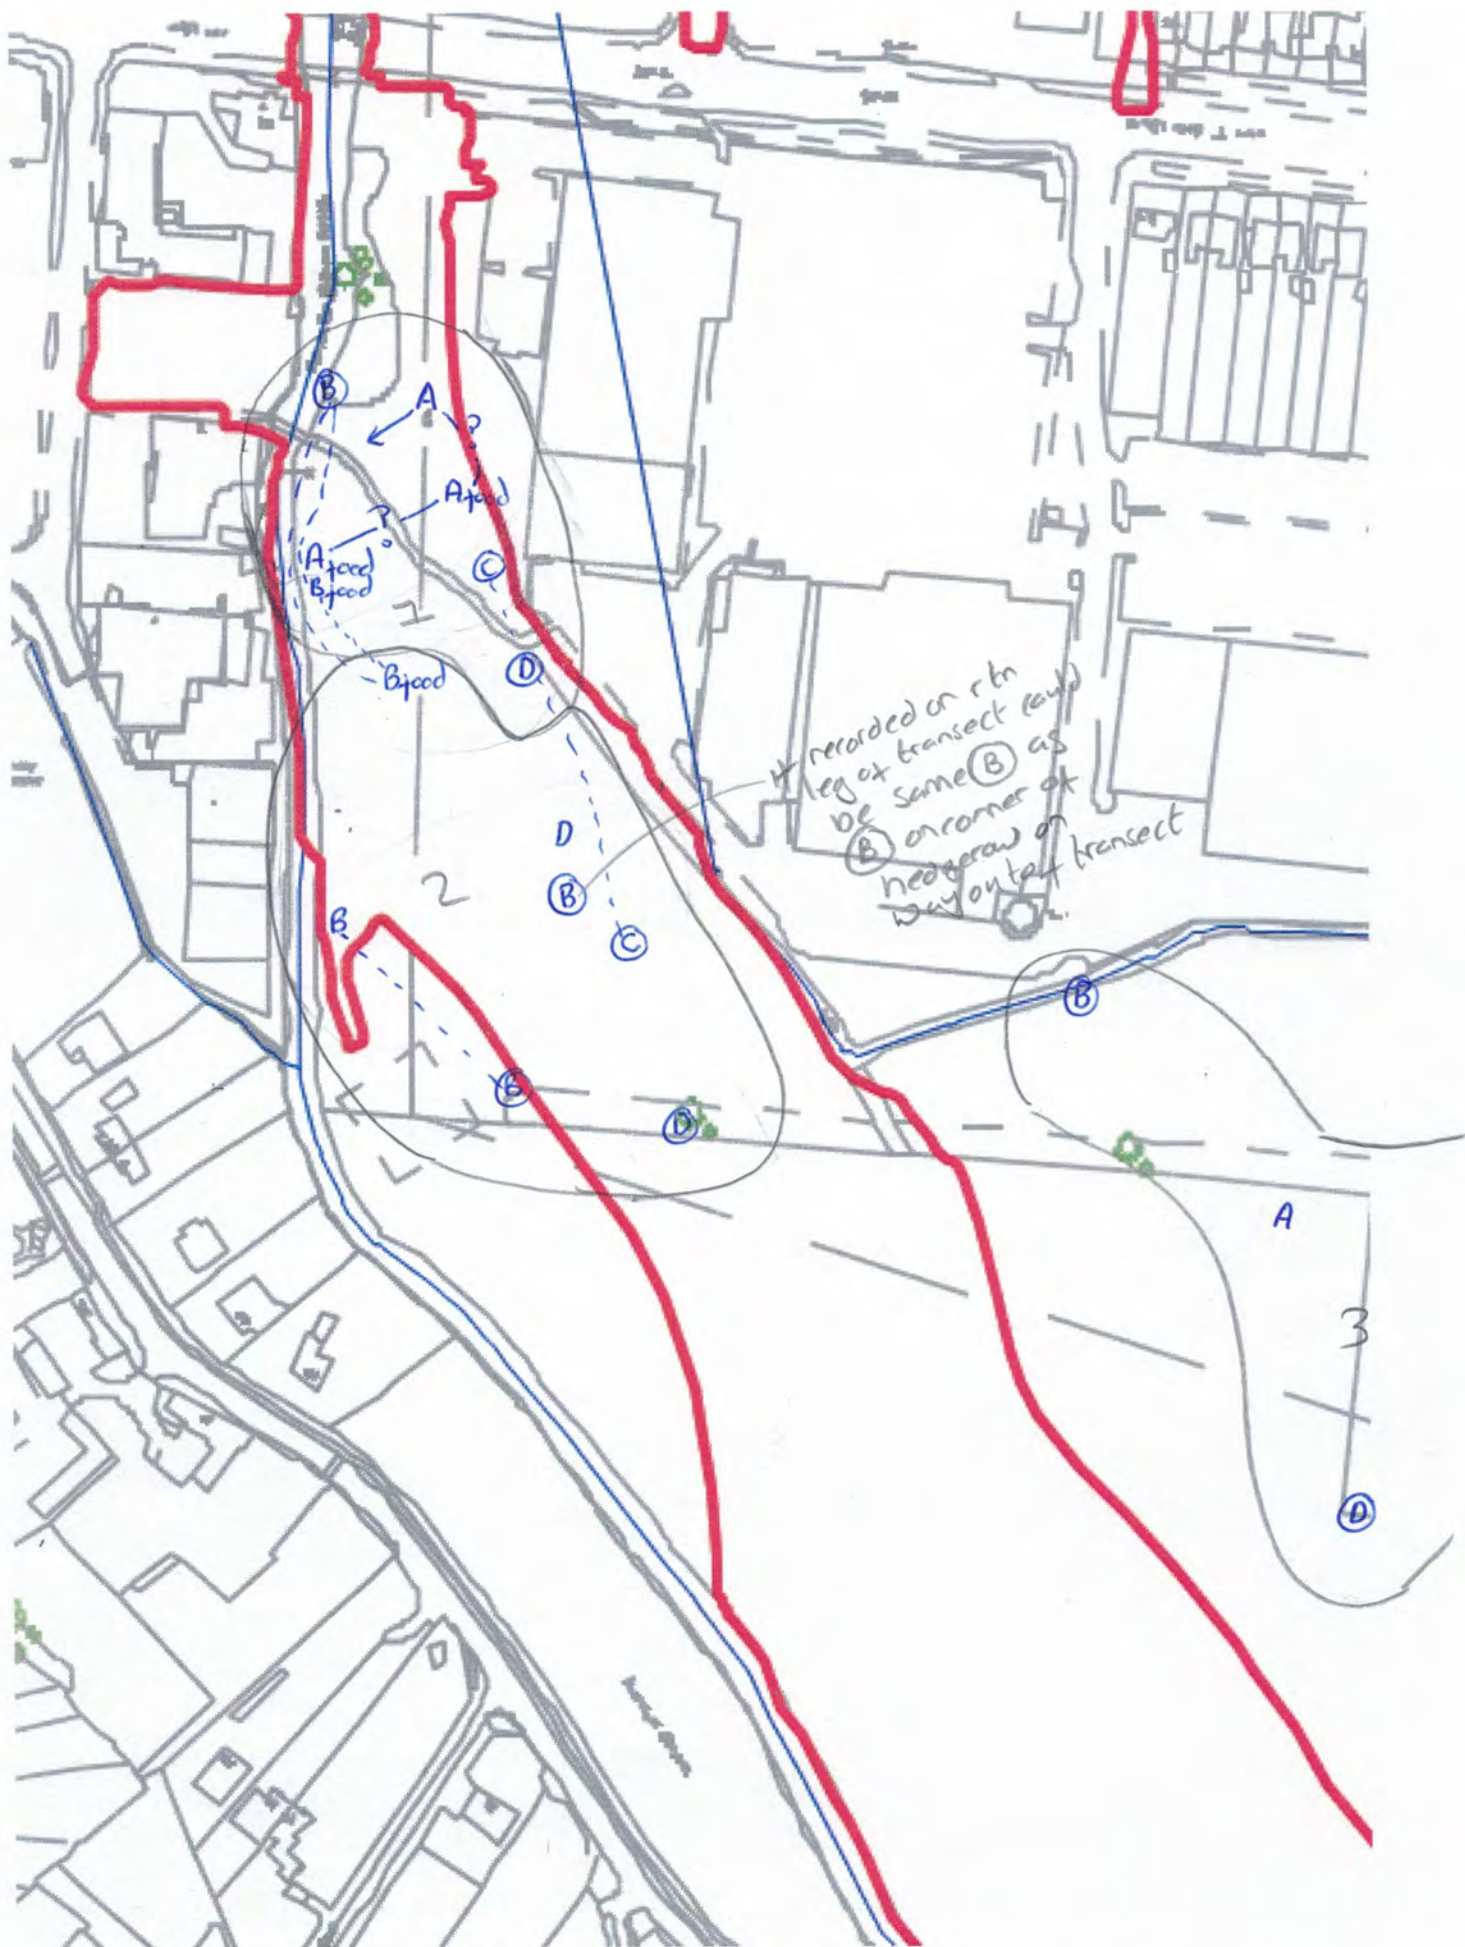 B
A
?
A food
?
A food
B food
C
1
B food
D
recorded on rtn
leg of transect could
be same B as
B on corner of
hedgerow on
way out of transect
D
B
2
B
C
B
B
D
A
3
D